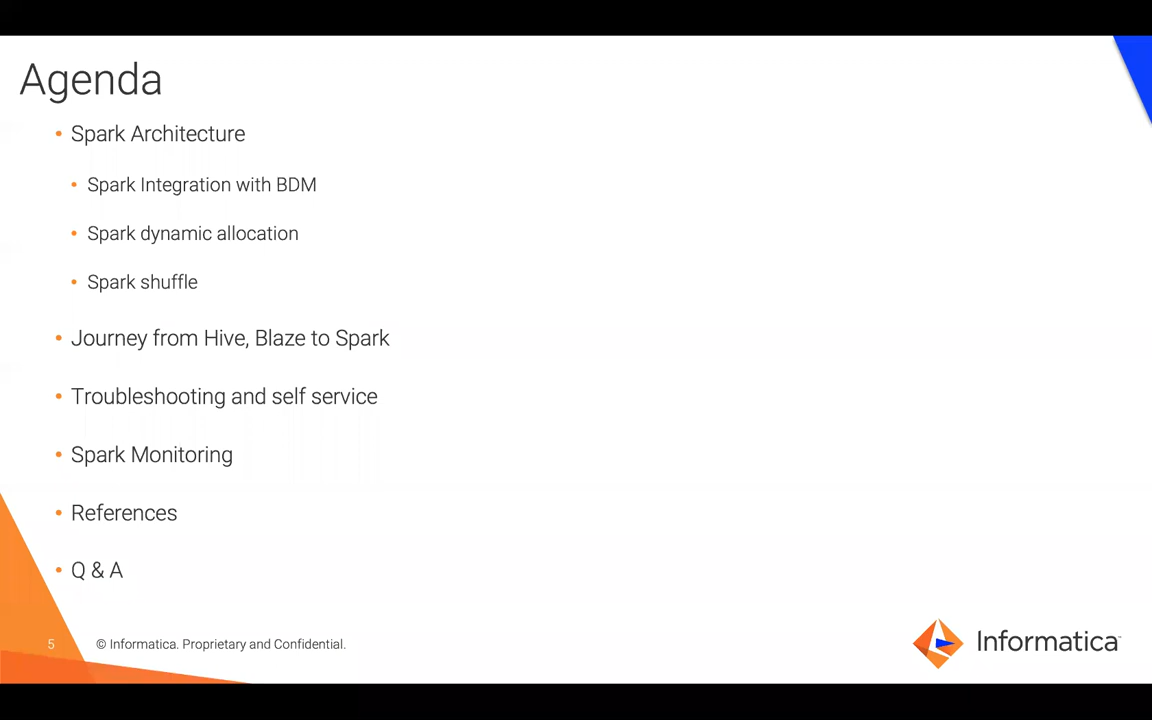 Agenda
• Spark Architecture
• Spark Integration with BDM
• Spark dynamic allocation
• Spark shuffle
• Journey from Hive, Blaze to Spark
• Troubleshooting and self service
• Spark Monitoring
• References
• Q & A
5 © Informatica. Proprietary and Confidential.
Informatica